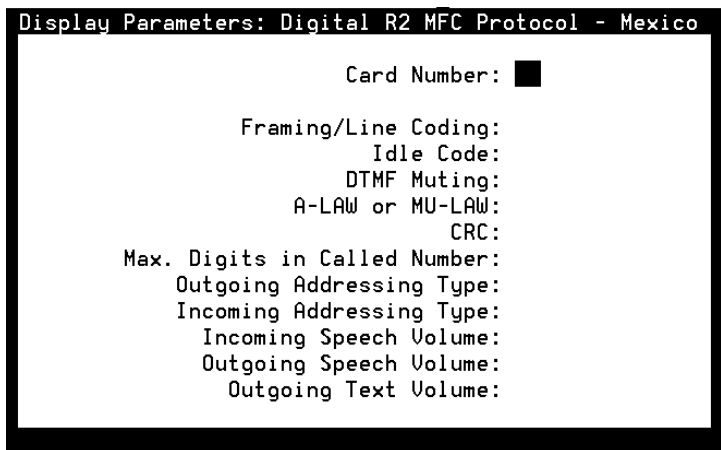 Display Parameters: Digital R2 MFC Protocol - Mexico
Card Number:
Framing/Line Coding:
Idle Code:
DTMF Muting:
A-LAW or MU-LAW:
CRC:
Max. Digits in Called Number:
Outgoing Addressing Type:
Incoming Addressing Type:
Incoming Speech Volume:
Outgoing Speech Volume:
Outgoing Text Volume: